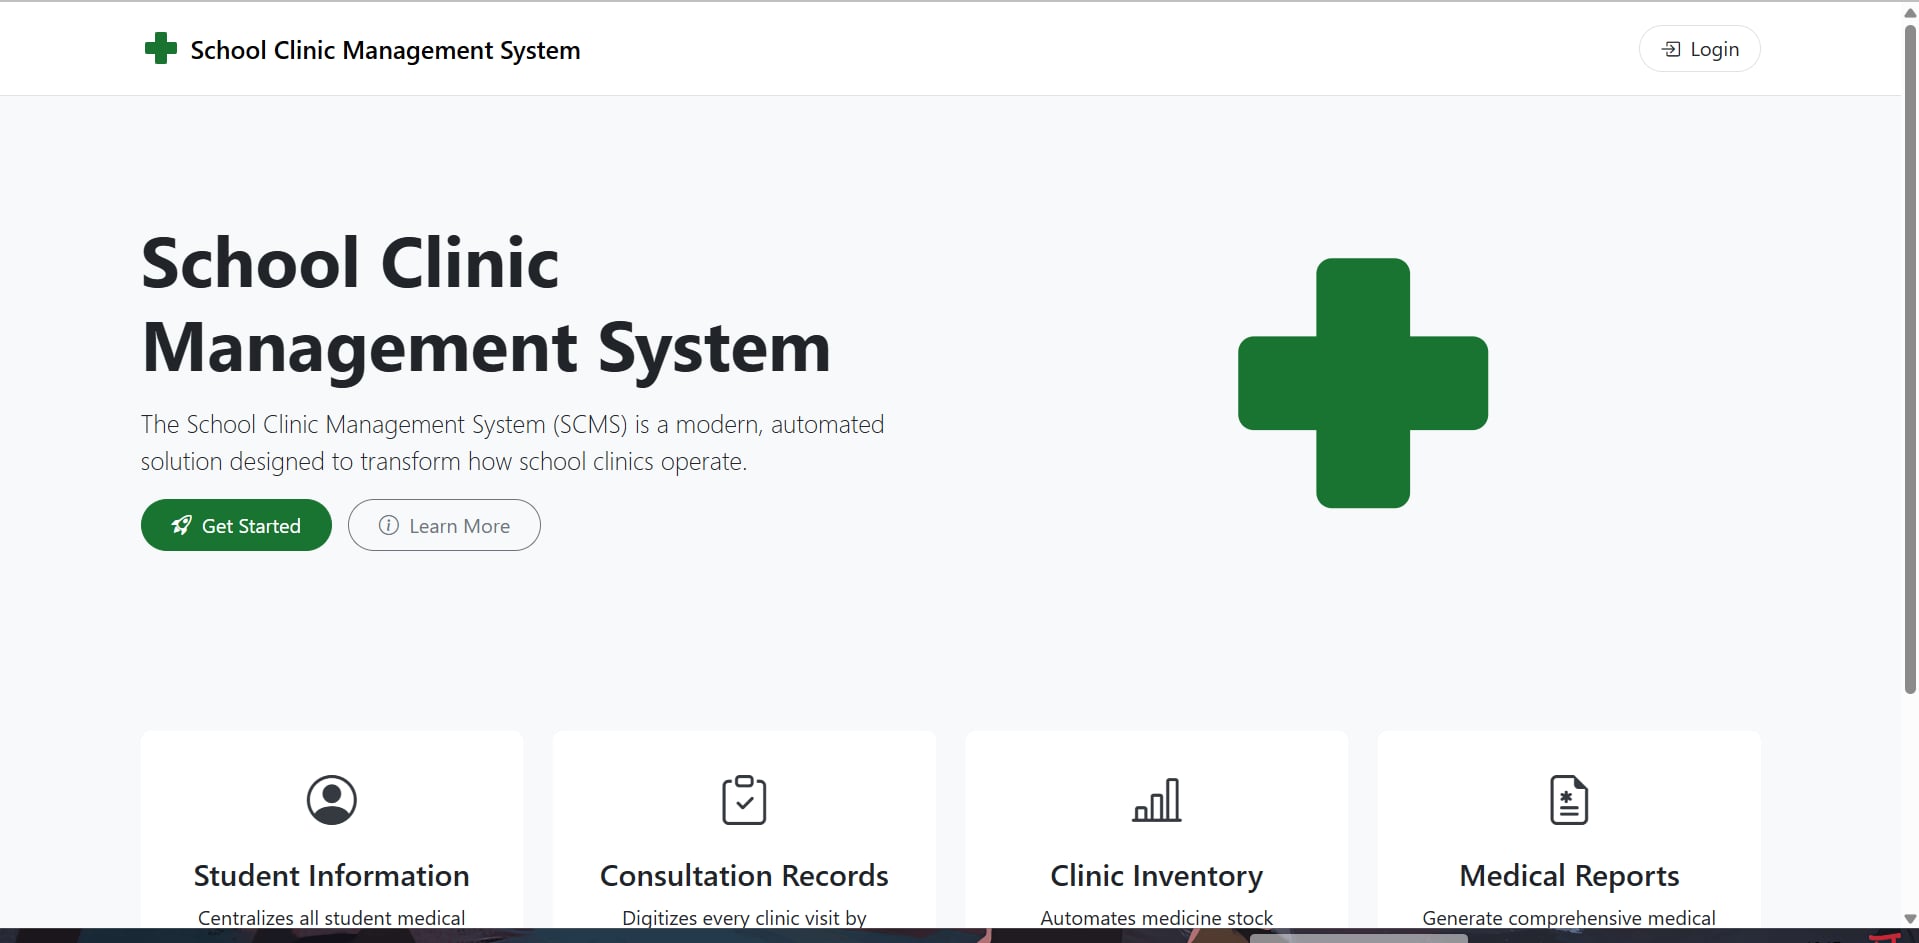 School Clinic Management System
Login
School Clinic
Management System
The School Clinic Management System (SCMS) is a modern, automated
solution designed to transform how school clinics operate.
Get Started
Learn More
Student Information
Centralizes all student medical
Consultation Records
Digitizes every clinic visit by
Clinic Inventory
Automates medicine stock
Medical Reports
Generate comprehensive medical